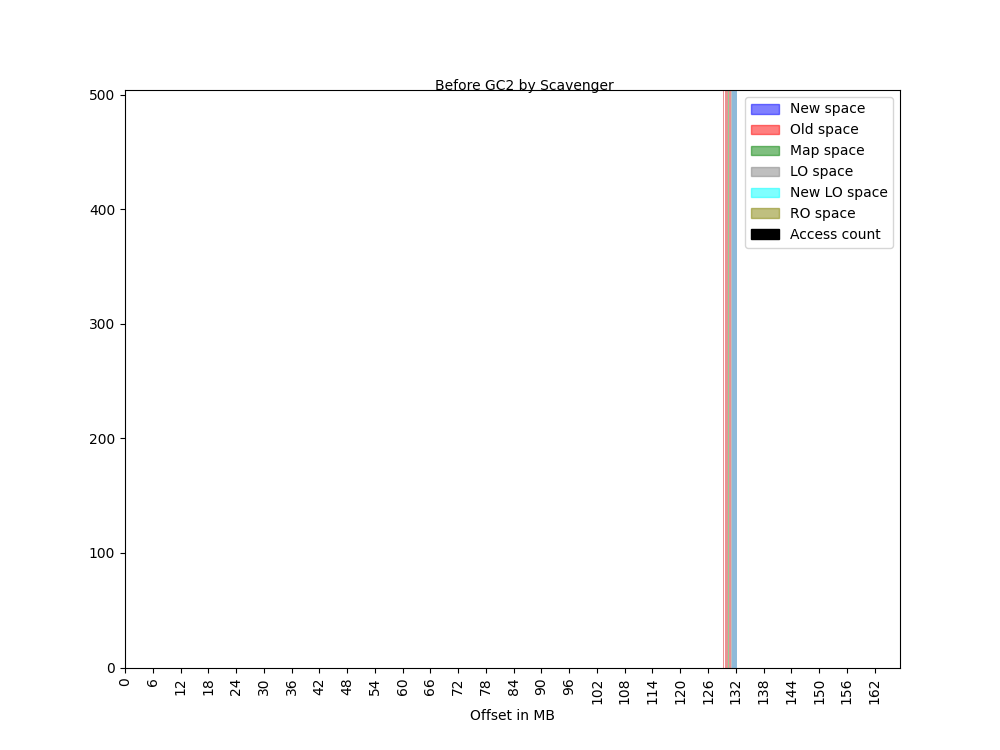 Before GC2 by Scavenger
500
400
300
200
100
0
New space
Old space
Map space
LO space
New LO space
RO space
Access count
0 6 12 18 24 30 36 42 48 54 60 66 72 78 84 90 96 102 108 114 120 126 132 138 144 150 156 162
Offset in MB